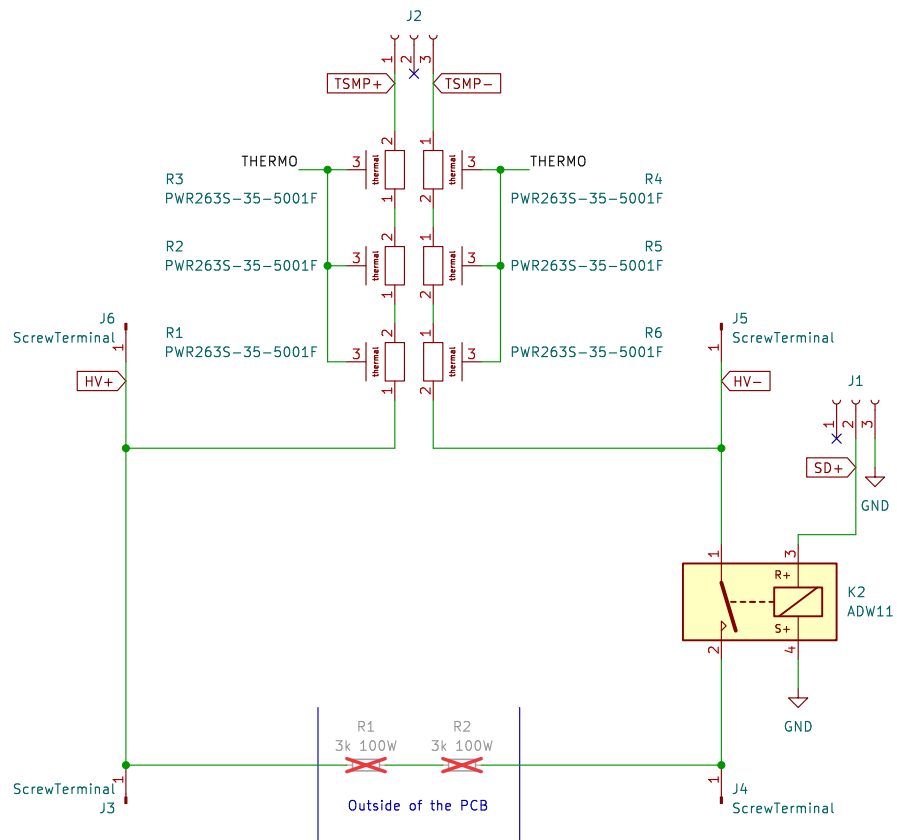 J2
1 2 3
TSMP+ TSMP-
2 1
THERMO 3 thermal thermal 3 THERMO
R3 R4
PWR263S-35-5001F 1 2 PWR263S-35-5001F
2 1
R2 R5
PWR263S-35-5001F 3 thermal thermal 3 PWR263S-35-5001F
1 2
J6 J5
ScrewTerminal 2 1 ScrewTerminal
1 R1 R6 1
PWR263S-35-5001F 3 thermal thermal 3 PWR263S-35-5001F
HV+ 1 2 HV- J1
1 2 3
SD+
GND
1 3
R+
K2
ADW11
S+
2 4
GND
R1 R2
3k 100W 3k 100W
1 1
ScrewTerminal J4
J3 Outside of the PCB ScrewTerminal